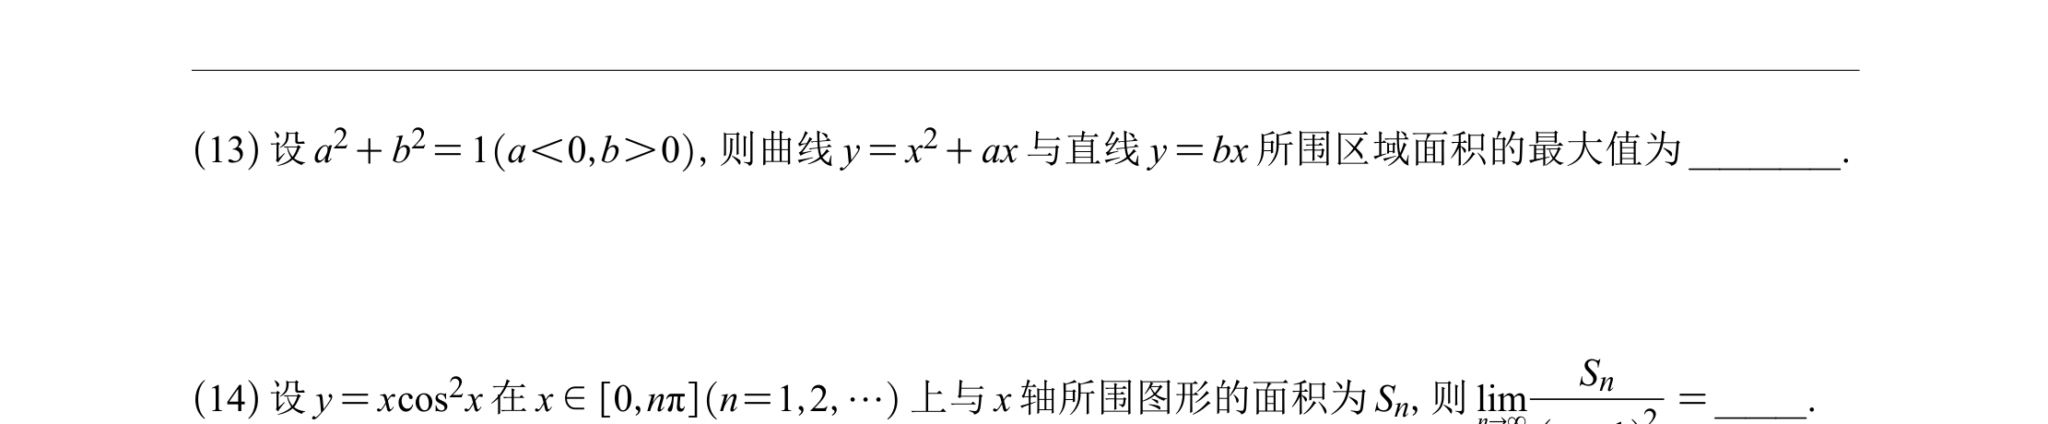 (13) 设 a² + b² = 1(a<0,b>0), 则曲线 y=x²+ax 与直线 y=bx 所围区域面积的最大值为________.
(14) 设 y=xcos²x 在 x∈[0,nπ](n=1,2,⋯) 上与 x 轴所围图形的面积为 Sₙ, 则 lim Sₙ = _____.